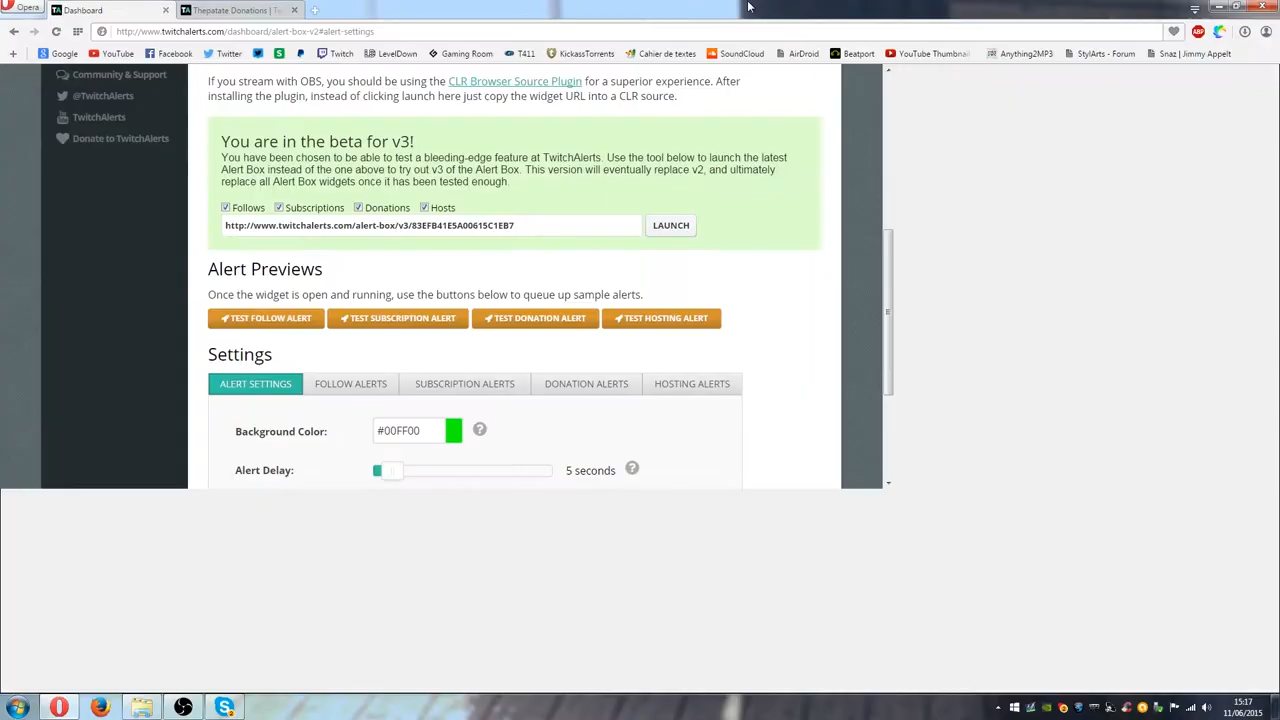 Opera
Dashboard
Thepatate Donations | Tw
http://www.twitchalerts.com/dashboard/alert-box-v2#alert-settings
Google YouTube Facebook Twitter Twitch LevelDown Gaming Room T411 KickassTorrents Cahier de textes SoundCloud AirDroid Beatport YouTube Thumbnail Anything2MP3 StylArts - Forum Snaz | Jimmy Appelt
Community & Support
@TwitchAlerts
TwitchAlerts
Donate to TwitchAlerts
If you stream with OBS, you should be using the CLR Browser Source Plugin for a superior experience. After
installing the plugin, instead of clicking launch here just copy the widget URL into a CLR source.
You are in the beta for v3!
You have been chosen to be able to test a bleeding-edge feature at TwitchAlerts. Use the tool below to launch the latest
Alert Box instead of the one above to try out v3 of the Alert Box. This version will eventually replace v2, and ultimately
replace all Alert Box widgets once it has been tested enough.
Follows Subscriptions Donations Hosts
http://www.twitchalerts.com/alert-box/v3/83EFB41E5A00615C1EB7 LAUNCH
Alert Previews
Once the widget is open and running, use the buttons below to queue up sample alerts.
TEST FOLLOW ALERT TEST SUBSCRIPTION ALERT TEST DONATION ALERT TEST HOSTING ALERT
Settings
ALERT SETTINGS FOLLOW ALERTS SUBSCRIPTION ALERTS DONATION ALERTS HOSTING ALERTS
Background Color: #00FF00
Alert Delay: 5 seconds
15:17
11/06/2015